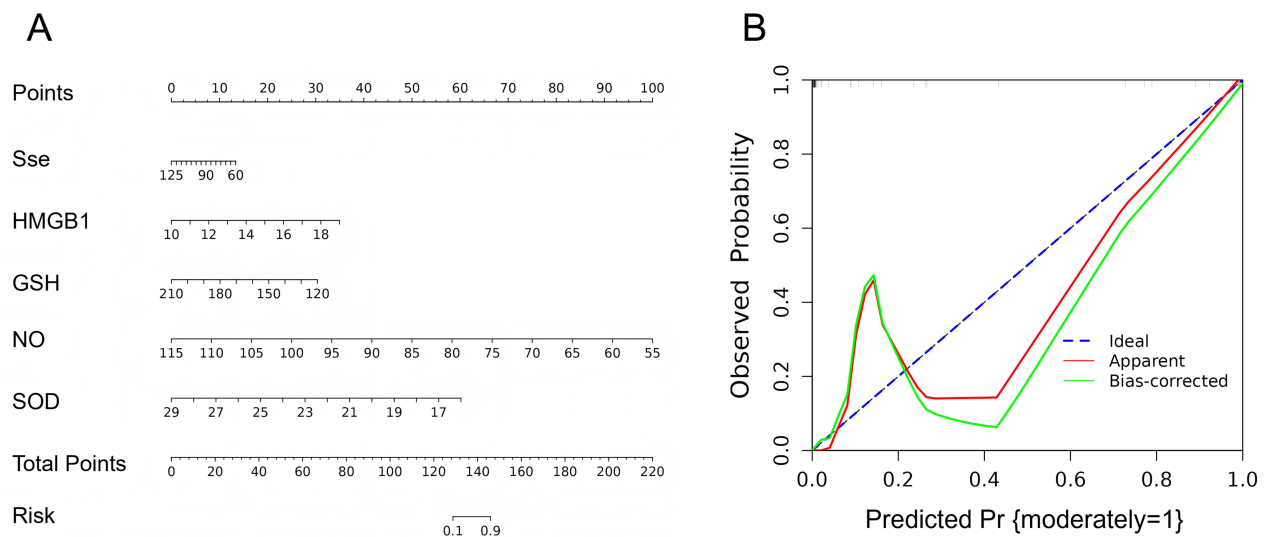 A
Points
0 10 20 30 40 50 60 70 80 90 100
Sse
125 90 60
HMGB1
10 12 14 16 18
GSH
210 180 150 120
NO
115 110 105 100 95 90 85 80 75 70 65 60 55
SOD
29 27 25 23 21 19 17
Total Points
0 20 40 60 80 100 120 140 160 180 200 220
Risk
0.1 0.9
B
Observed Probability
1.0
0.8
0.6
0.4
0.2
0.0
Ideal
Apparent
Bias-corrected
0.0 0.2 0.4 0.6 0.8 1.0
Predicted Pr {moderately=1}